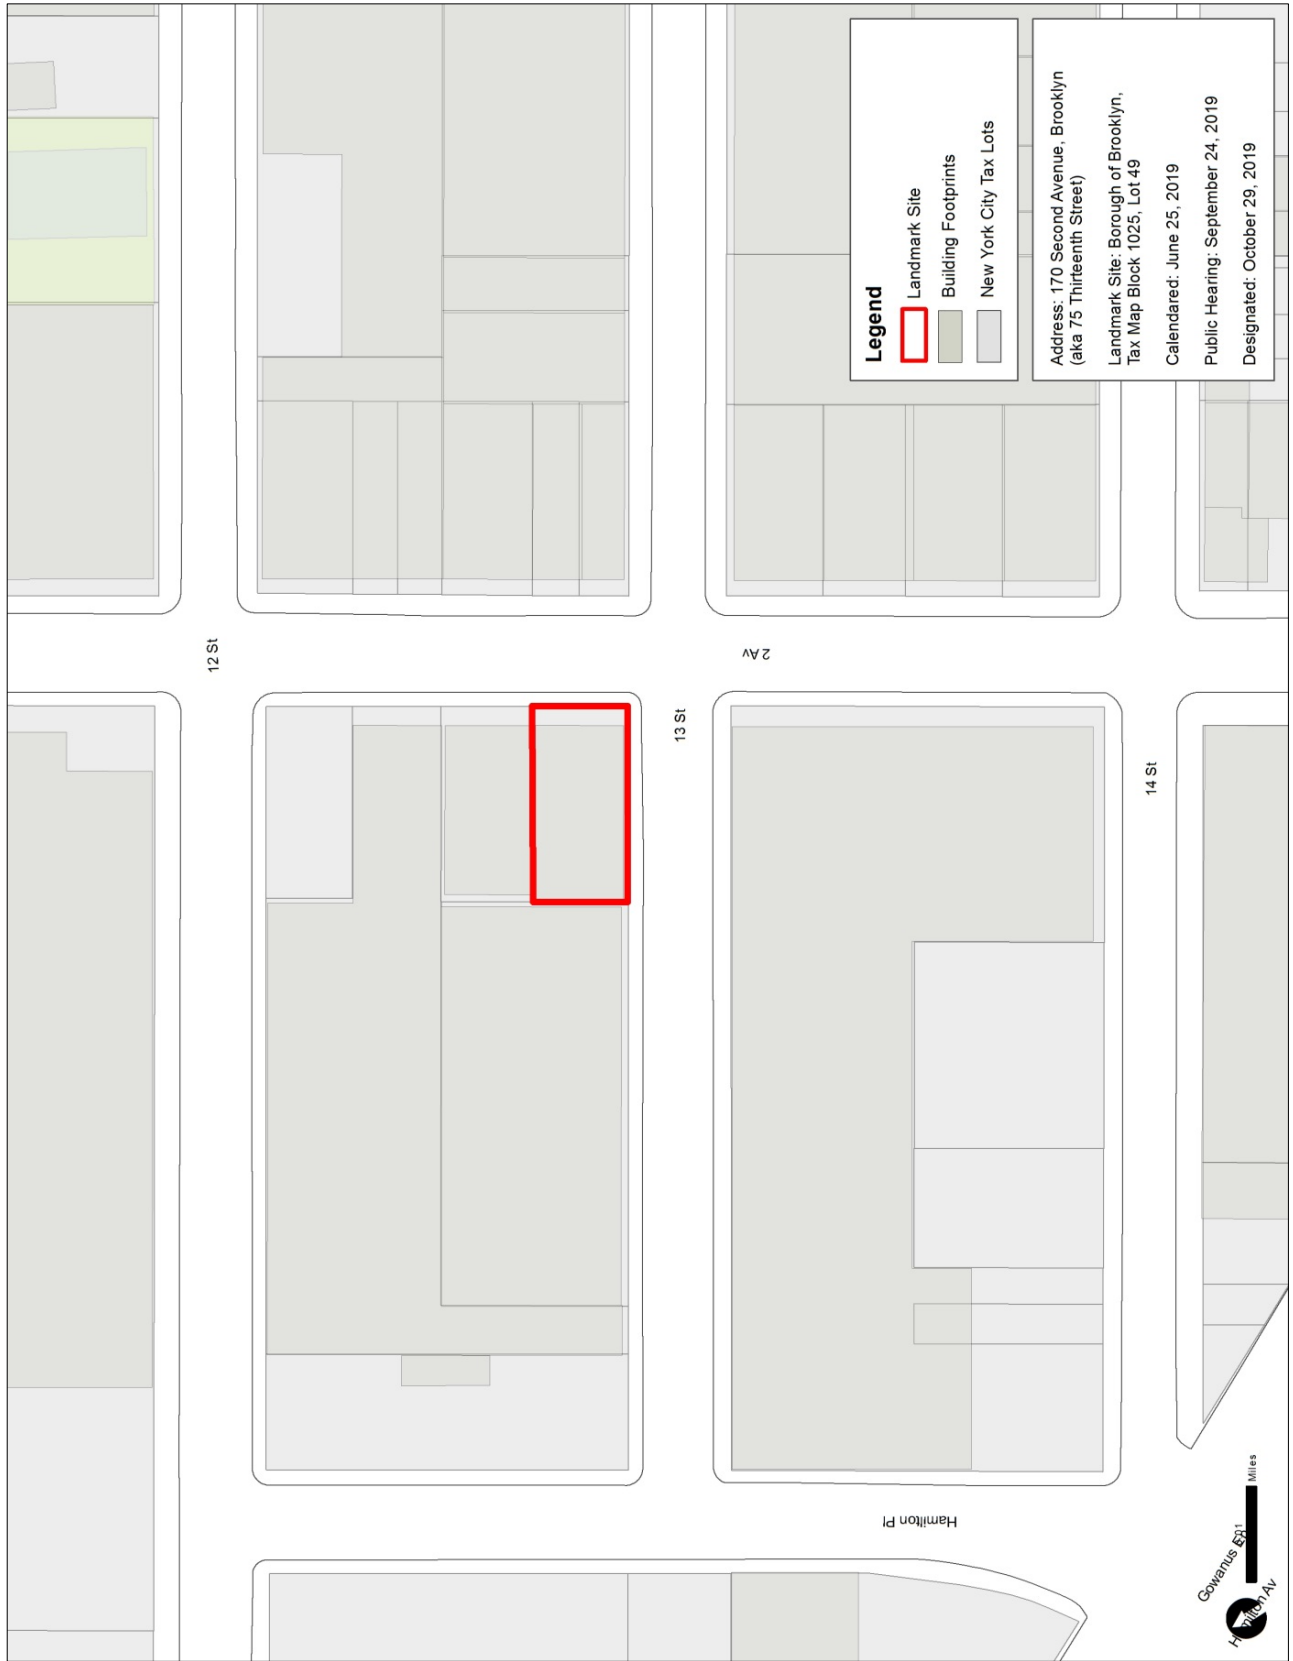 Legend
Landmark Site
Building Footprints
New York City Tax Lots
Address: 170 Second Avenue, Brooklyn
(aka 75 Thirteenth Street)
Landmark Site: Borough of Brooklyn,
Tax Map Block 1025, Lot 49
Calendared: June 25, 2019
Public Hearing: September 24, 2019
Designated: October 29, 2019
12 St
2 Av
13 St
14 St
Hamilton Pl
Gowanus
Hamilton Av
Miles